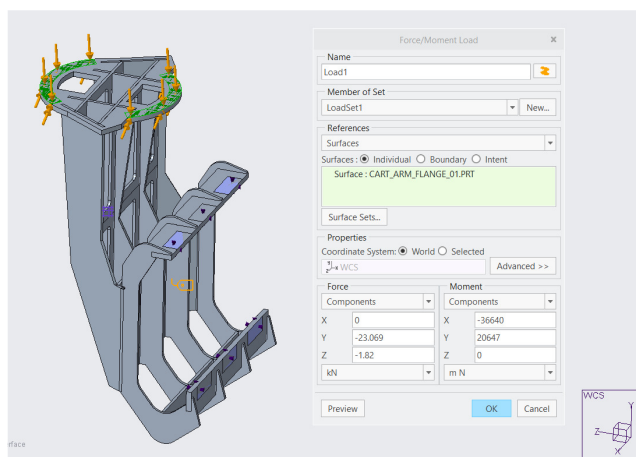 Force/Moment Load
Name
Load1
Member of Set
LoadSet1
New...
References
Surfaces
Surfaces : Individual Boundary Intent
Surface : CART_ARM_FLANGE_01.PRT
Surface Sets...
Properties
Coordinate System: World Selected
WCS
Advanced >>
Force Moment
Components Components
X 0 X -36640
Y -23.069 Y 20647
Z -1.82 Z 0
kN m N
Preview OK Cancel
WCS
Y
Z
X
rface